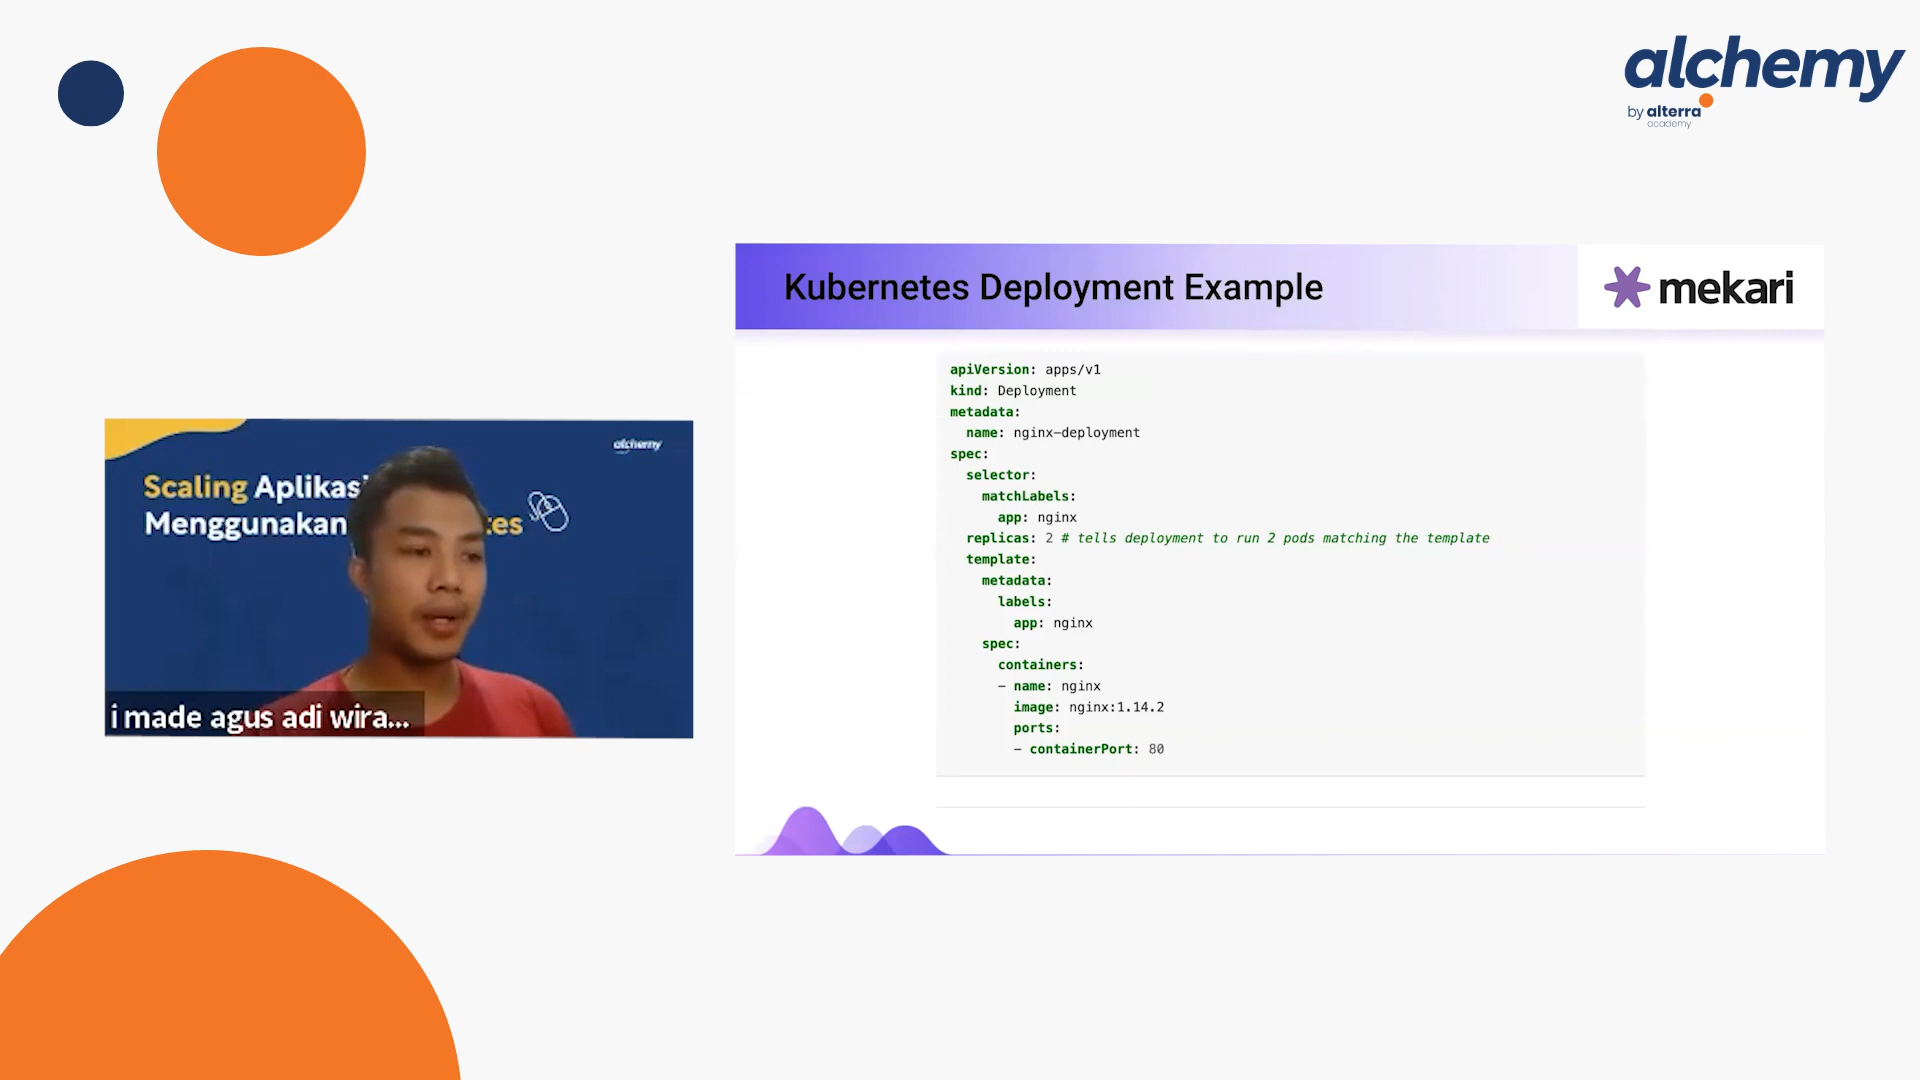 alchemy
by alterra
academy
Kubernetes Deployment Example
mekari
apiVersion: apps/v1
kind: Deployment
metadata:
  name: nginx-deployment
spec:
  selector:
    matchLabels:
      app: nginx
  replicas: 2 # tells deployment to run 2 pods matching the template
  template:
    metadata:
      labels:
        app: nginx
    spec:
      containers:
      - name: nginx
        image: nginx:1.14.2
        ports:
        - containerPort: 80
alchemy
Scaling Aplikasi
Menggunakan tes
i made agus adi wira...